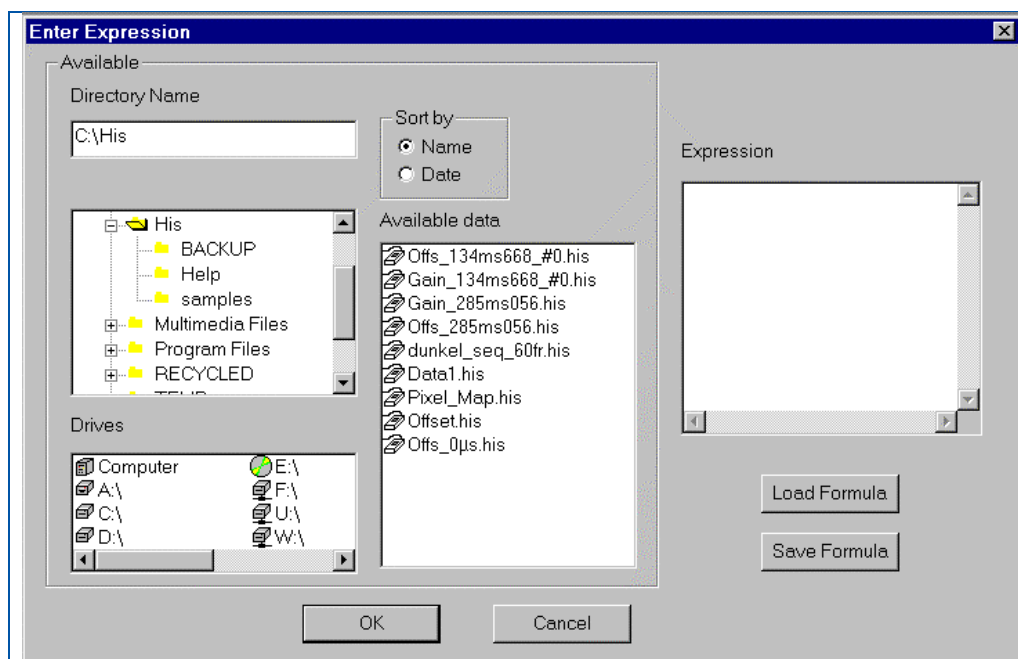 Enter Expression
Available
Directory Name
C:\His
Sort by
Name
Date
His
BACKUP
Help
samples
Multimedia Files
Program Files
RECYCLED
Drives
Computer
A:\
C:\
D:\
E:\
F:\
U:\
W:\
Available data
Offs_134ms668_#0.his
Gain_134ms668_#0.his
Gain_285ms056.his
Offs_285ms056.his
dunkel_seq_60fr.his
Data1.his
Pixel_Map.his
Offset.his
Offs_0µs.his
Expression
Load Formula
Save Formula
OK
Cancel